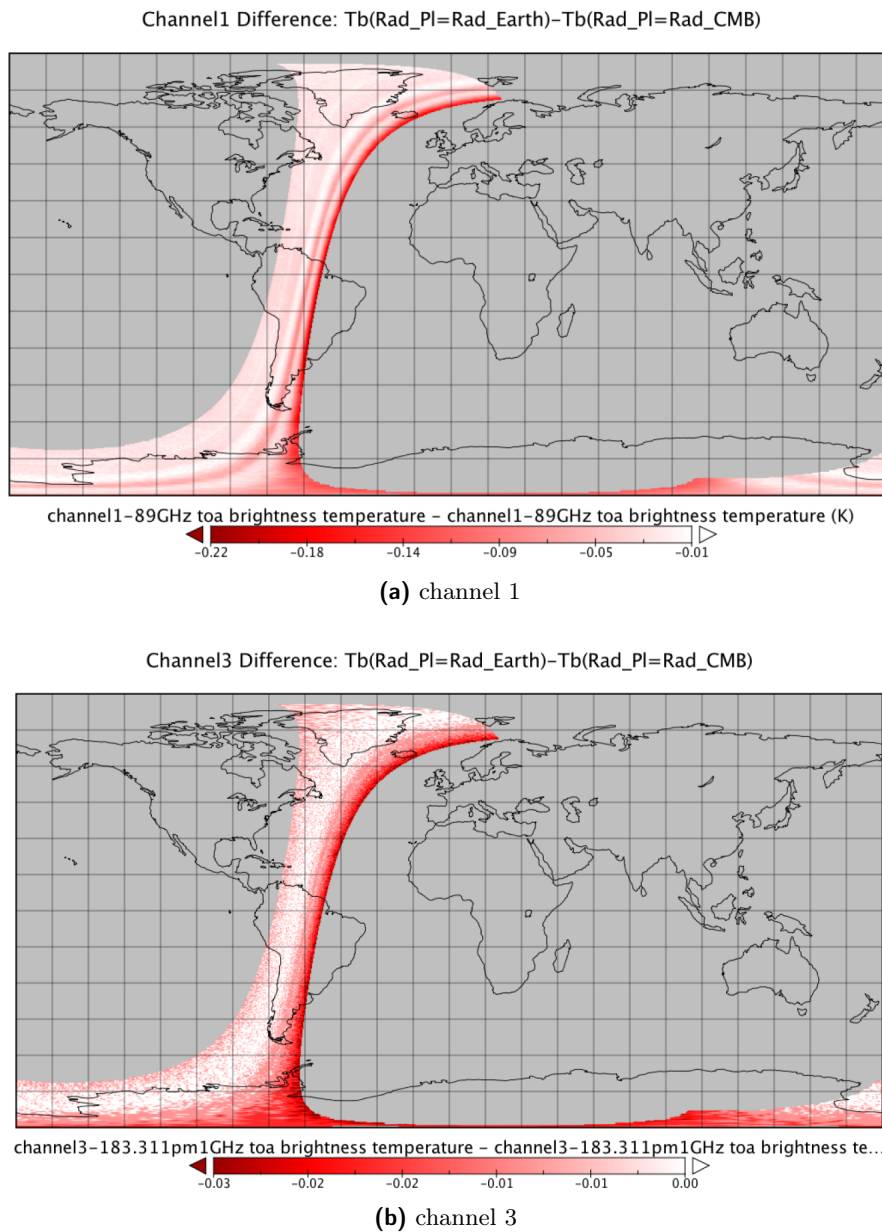 Channel1 Difference: Tb(Rad_Pl=Rad_Earth)-Tb(Rad_Pl=Rad_CMB)
channel1-89GHz toa brightness temperature - channel1-89GHz toa brightness temperature (K)
-0.22 -0.18 -0.14 -0.09 -0.05 -0.01
(a) channel 1
Channel3 Difference: Tb(Rad_Pl=Rad_Earth)-Tb(Rad_Pl=Rad_CMB)
channel3-183.311pm1GHz toa brightness temperature - channel3-183.311pm1GHz toa brightness te...
-0.03 -0.02 -0.02 -0.01 -0.01 0.00
(b) channel 3